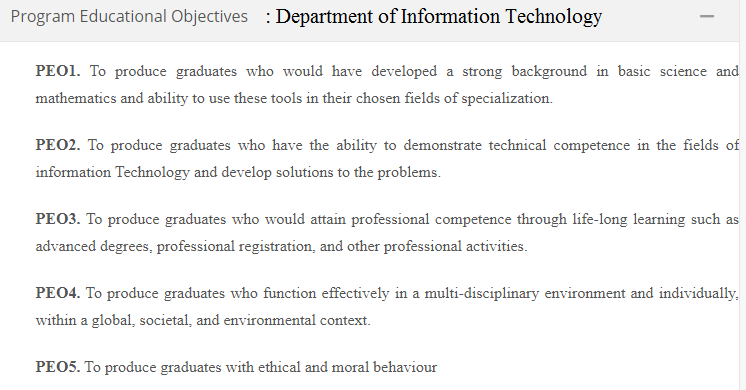 Program Educational Objectives : Department of Information Technology
PEO1. To produce graduates who would have developed a strong background in basic science and
mathematics and ability to use these tools in their chosen fields of specialization.
PEO2. To produce graduates who have the ability to demonstrate technical competence in the fields of
information Technology and develop solutions to the problems.
PEO3. To produce graduates who would attain professional competence through life-long learning such as
advanced degrees, professional registration, and other professional activities.
PEO4. To produce graduates who function effectively in a multi-disciplinary environment and individually,
within a global, societal, and environmental context.
PEO5. To produce graduates with ethical and moral behaviour